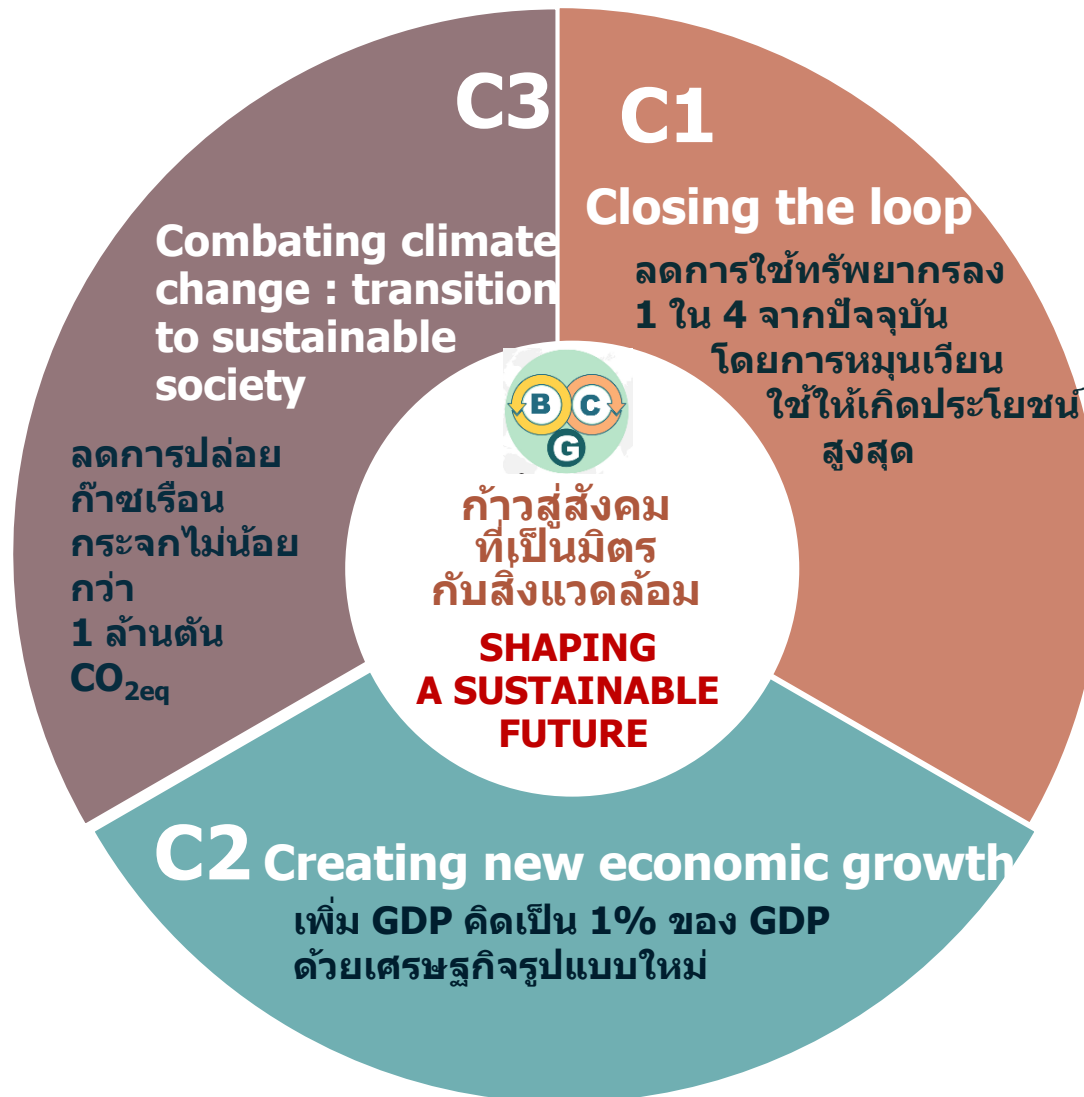 C3
Combating climate
change : transition
to sustainable
society
ลดการปล่อย
ก๊าซเรือน
กระจกไม่น้อย
กว่า
1 ล้านตัน
CO2eq
C1
Closing the loop
ลดการใช้ทรัพยากรลง
1 ใน 4 จากปัจจุบัน
โดยการหมุนเวียน
ใช้ให้เกิดประโยชน์
สูงสุด
B C
G
ก้าวสู่สังคม
ที่เป็นมิตร
กับสิ่งแวดล้อม
SHAPING
A SUSTAINABLE
FUTURE
C2 Creating new economic growth
เพิ่ม GDP คิดเป็น 1% ของ GDP
ด้วยเศรษฐกิจรูปแบบใหม่